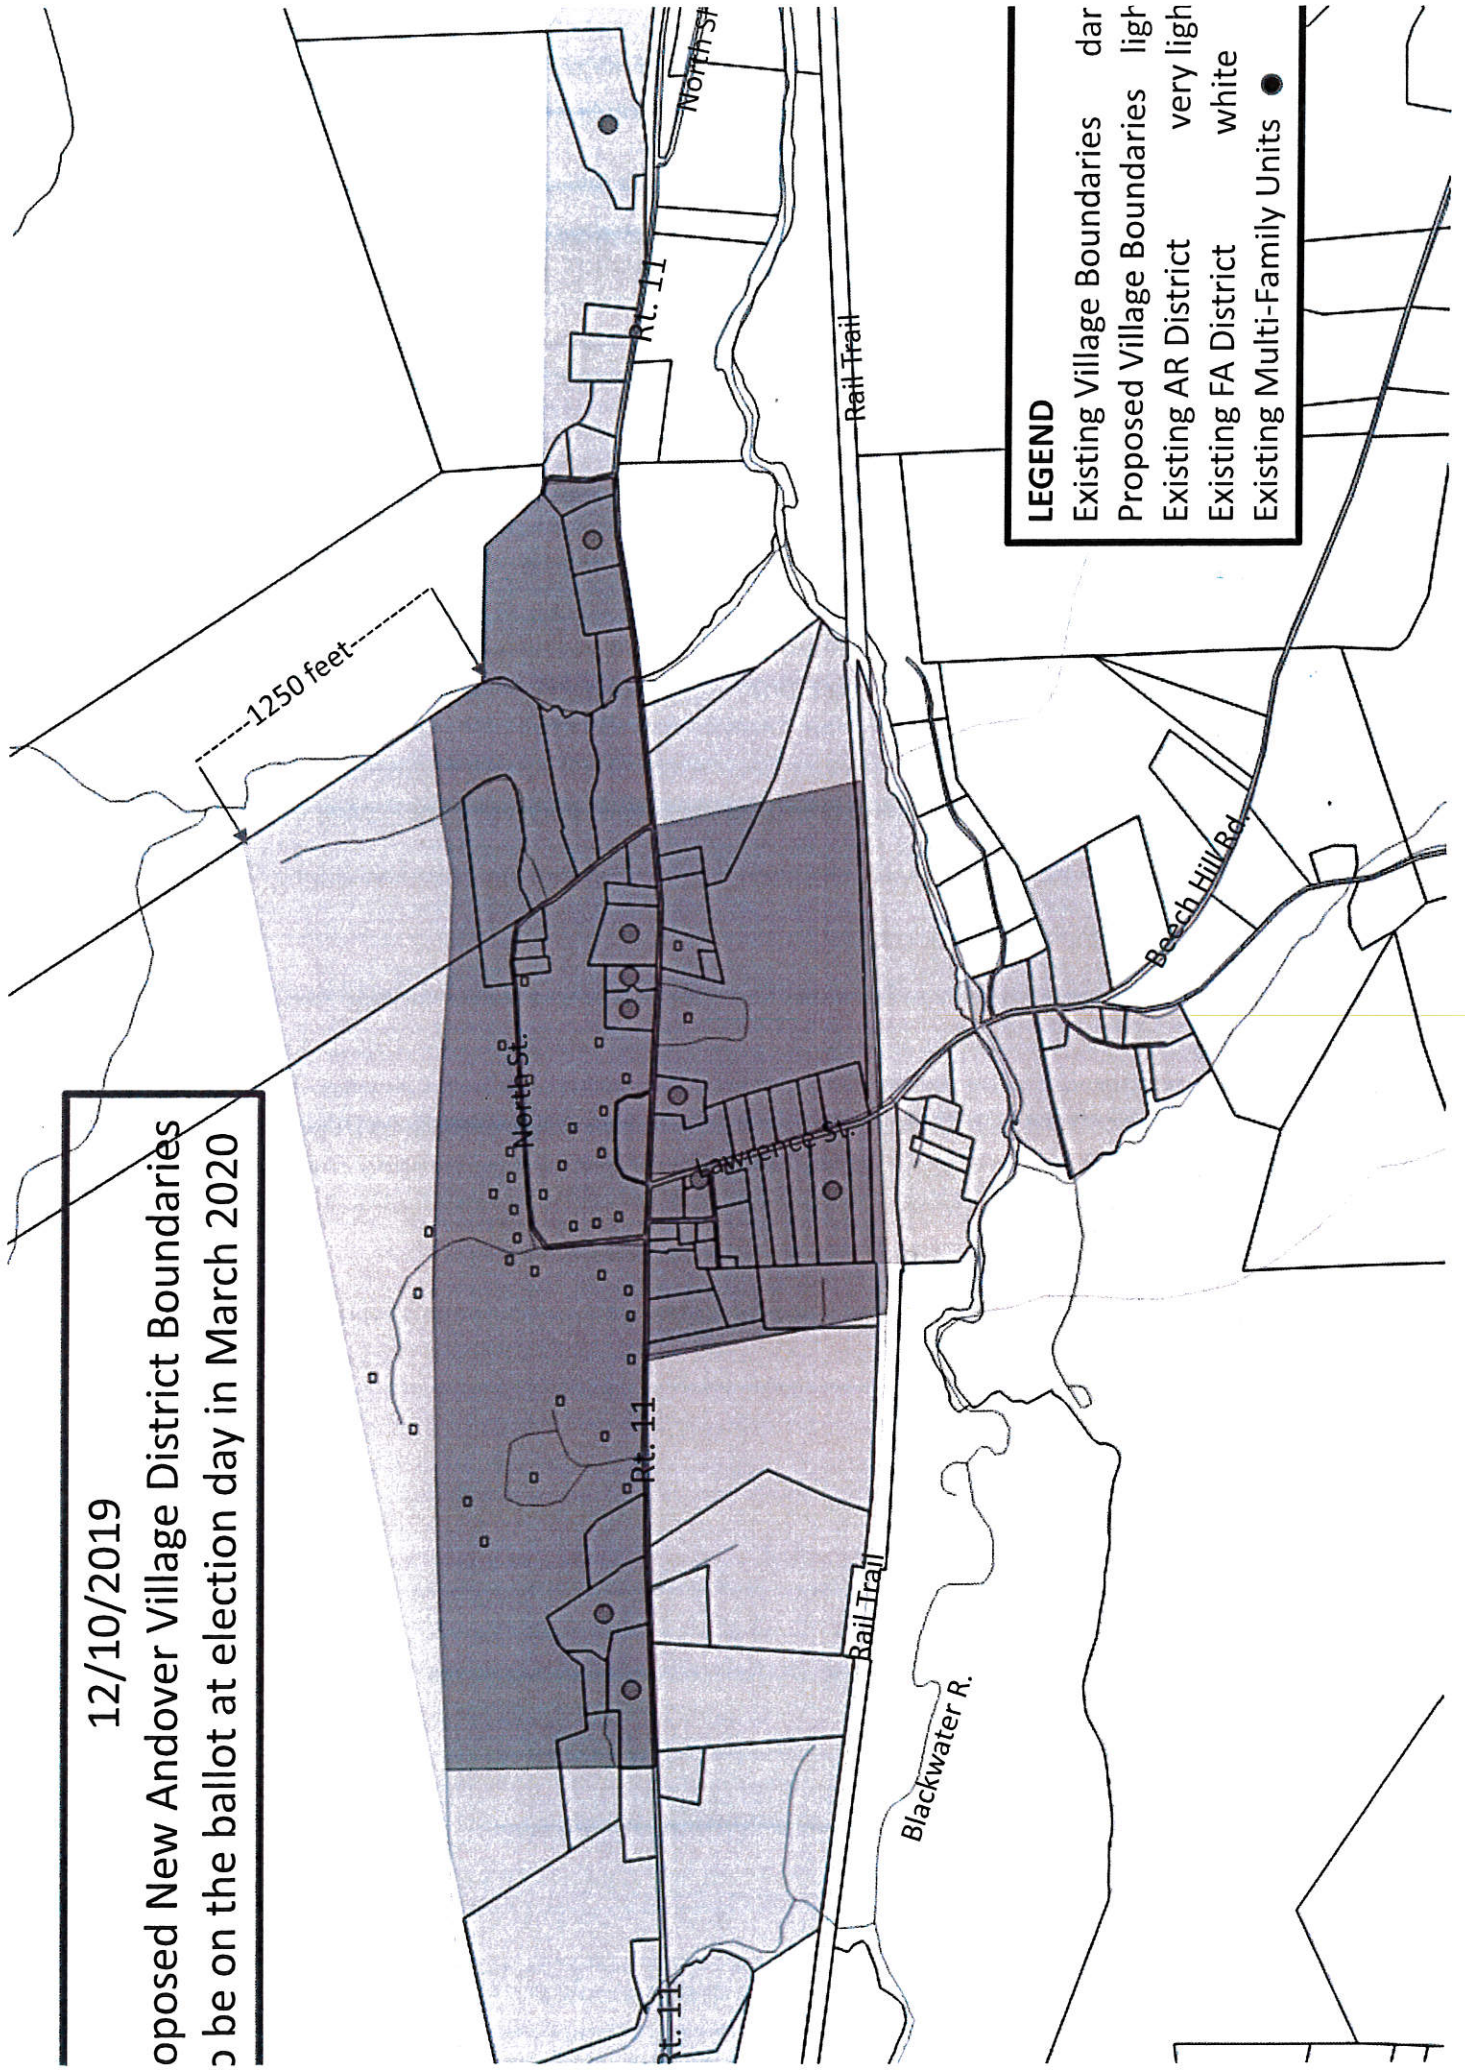 12/10/2019
oposed New Andover Village District Boundaries
o be on the ballot at election day in March 2020
1250 feet
North St.
Rt. 11
Rt. 11
Rt. 11
North St
Lawrence St.
Rail Trail
Rail Trail
Blackwater R.
Beech Hill Rd.
LEGEND
Existing Village Boundaries dar
Proposed Village Boundaries ligh
Existing AR District very ligh
Existing FA District white
Existing Multi-Family Units